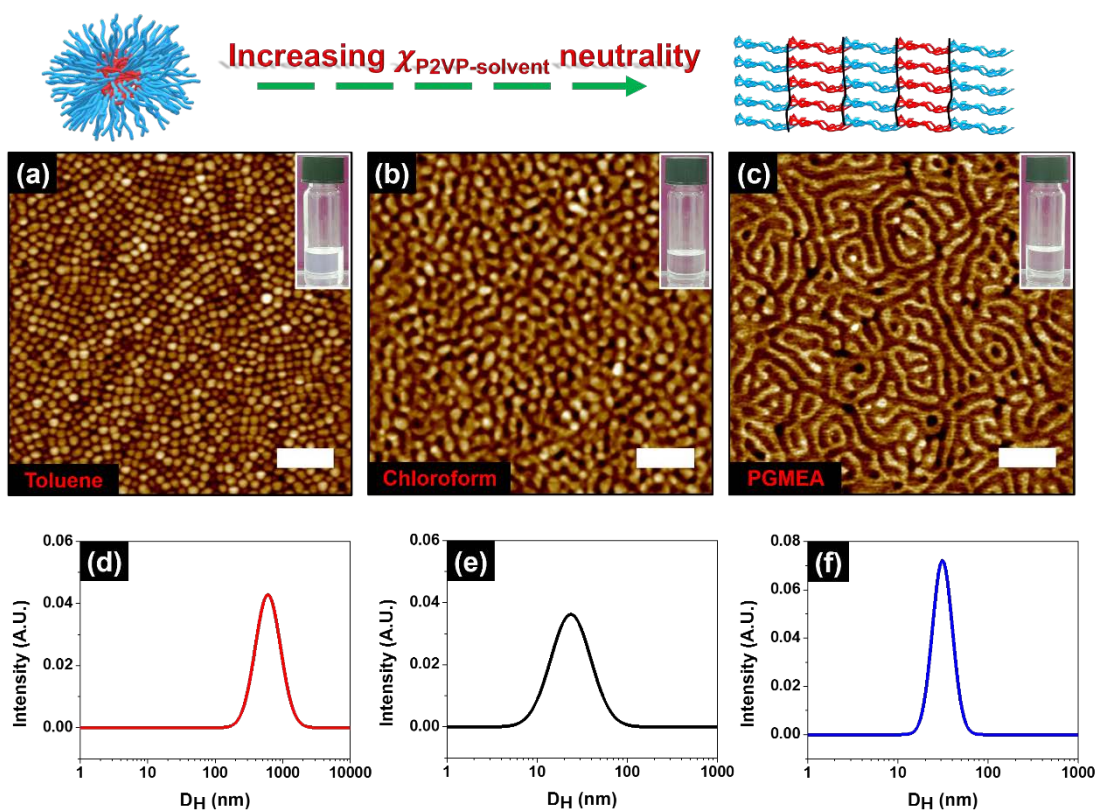 Increasing χP2VP-solvent neutrality
(a)
Toluene
(b)
Chloroform
(c)
PGMEA
(d)
0.06
0.04
0.02
0.00
Intensity (A.U.)
1 10 100 1000 10000
DH (nm)
(e)
0.06
0.04
0.02
0.00
Intensity (A.U.)
1 10 100 1000
DH (nm)
(f)
0.08
0.06
0.04
0.02
0.00
Intensity (A.U.)
1 10 100 1000
DH (nm)